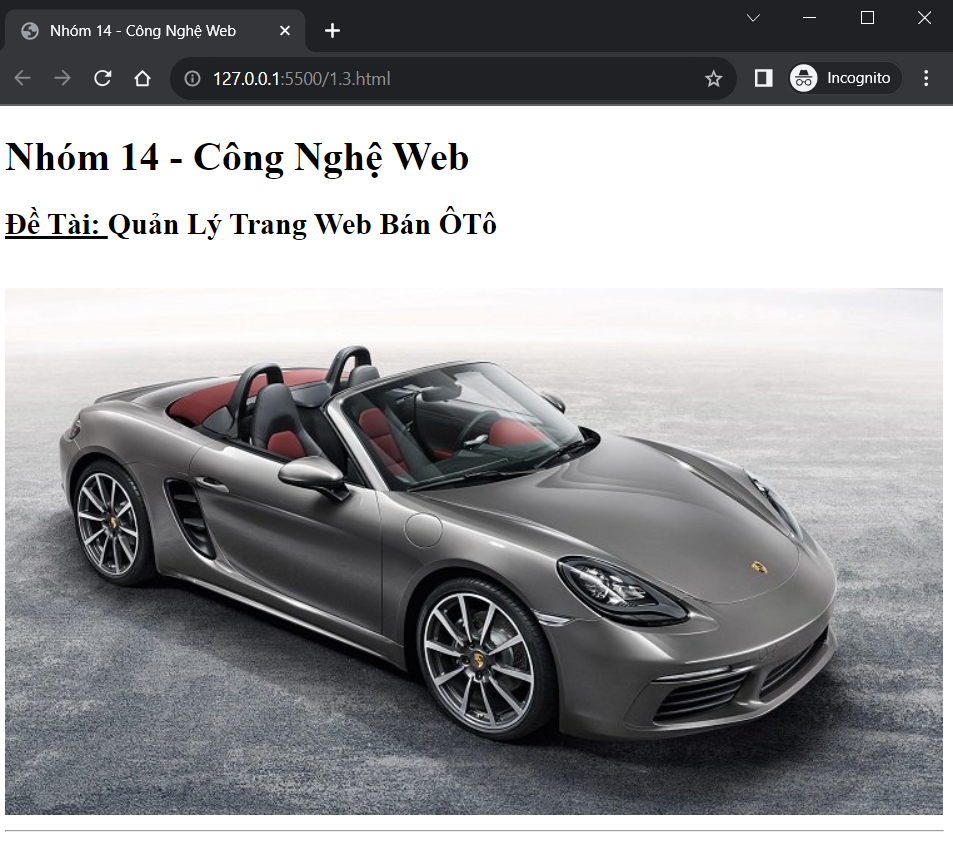 Nhóm 14 - Công Nghệ Web
127.0.0.1:5500/1.3.html
Incognito
Nhóm 14 - Công Nghệ Web
Đề Tài: Quản Lý Trang Web Bán ÔTô